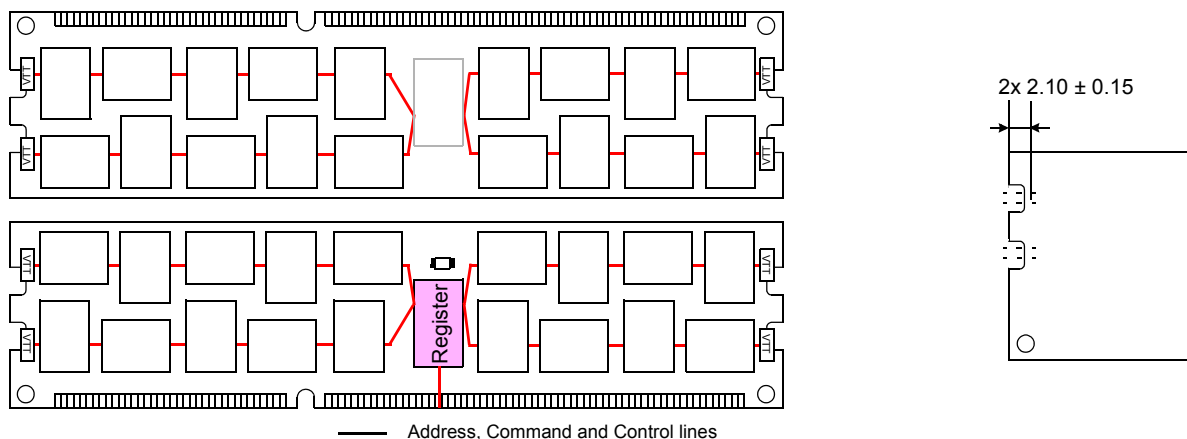 VTT
VTT
VTT
VTT
2x 2.10 ± 0.15
VTT
VTT
VTT
VTT
Register
Address, Command and Control lines